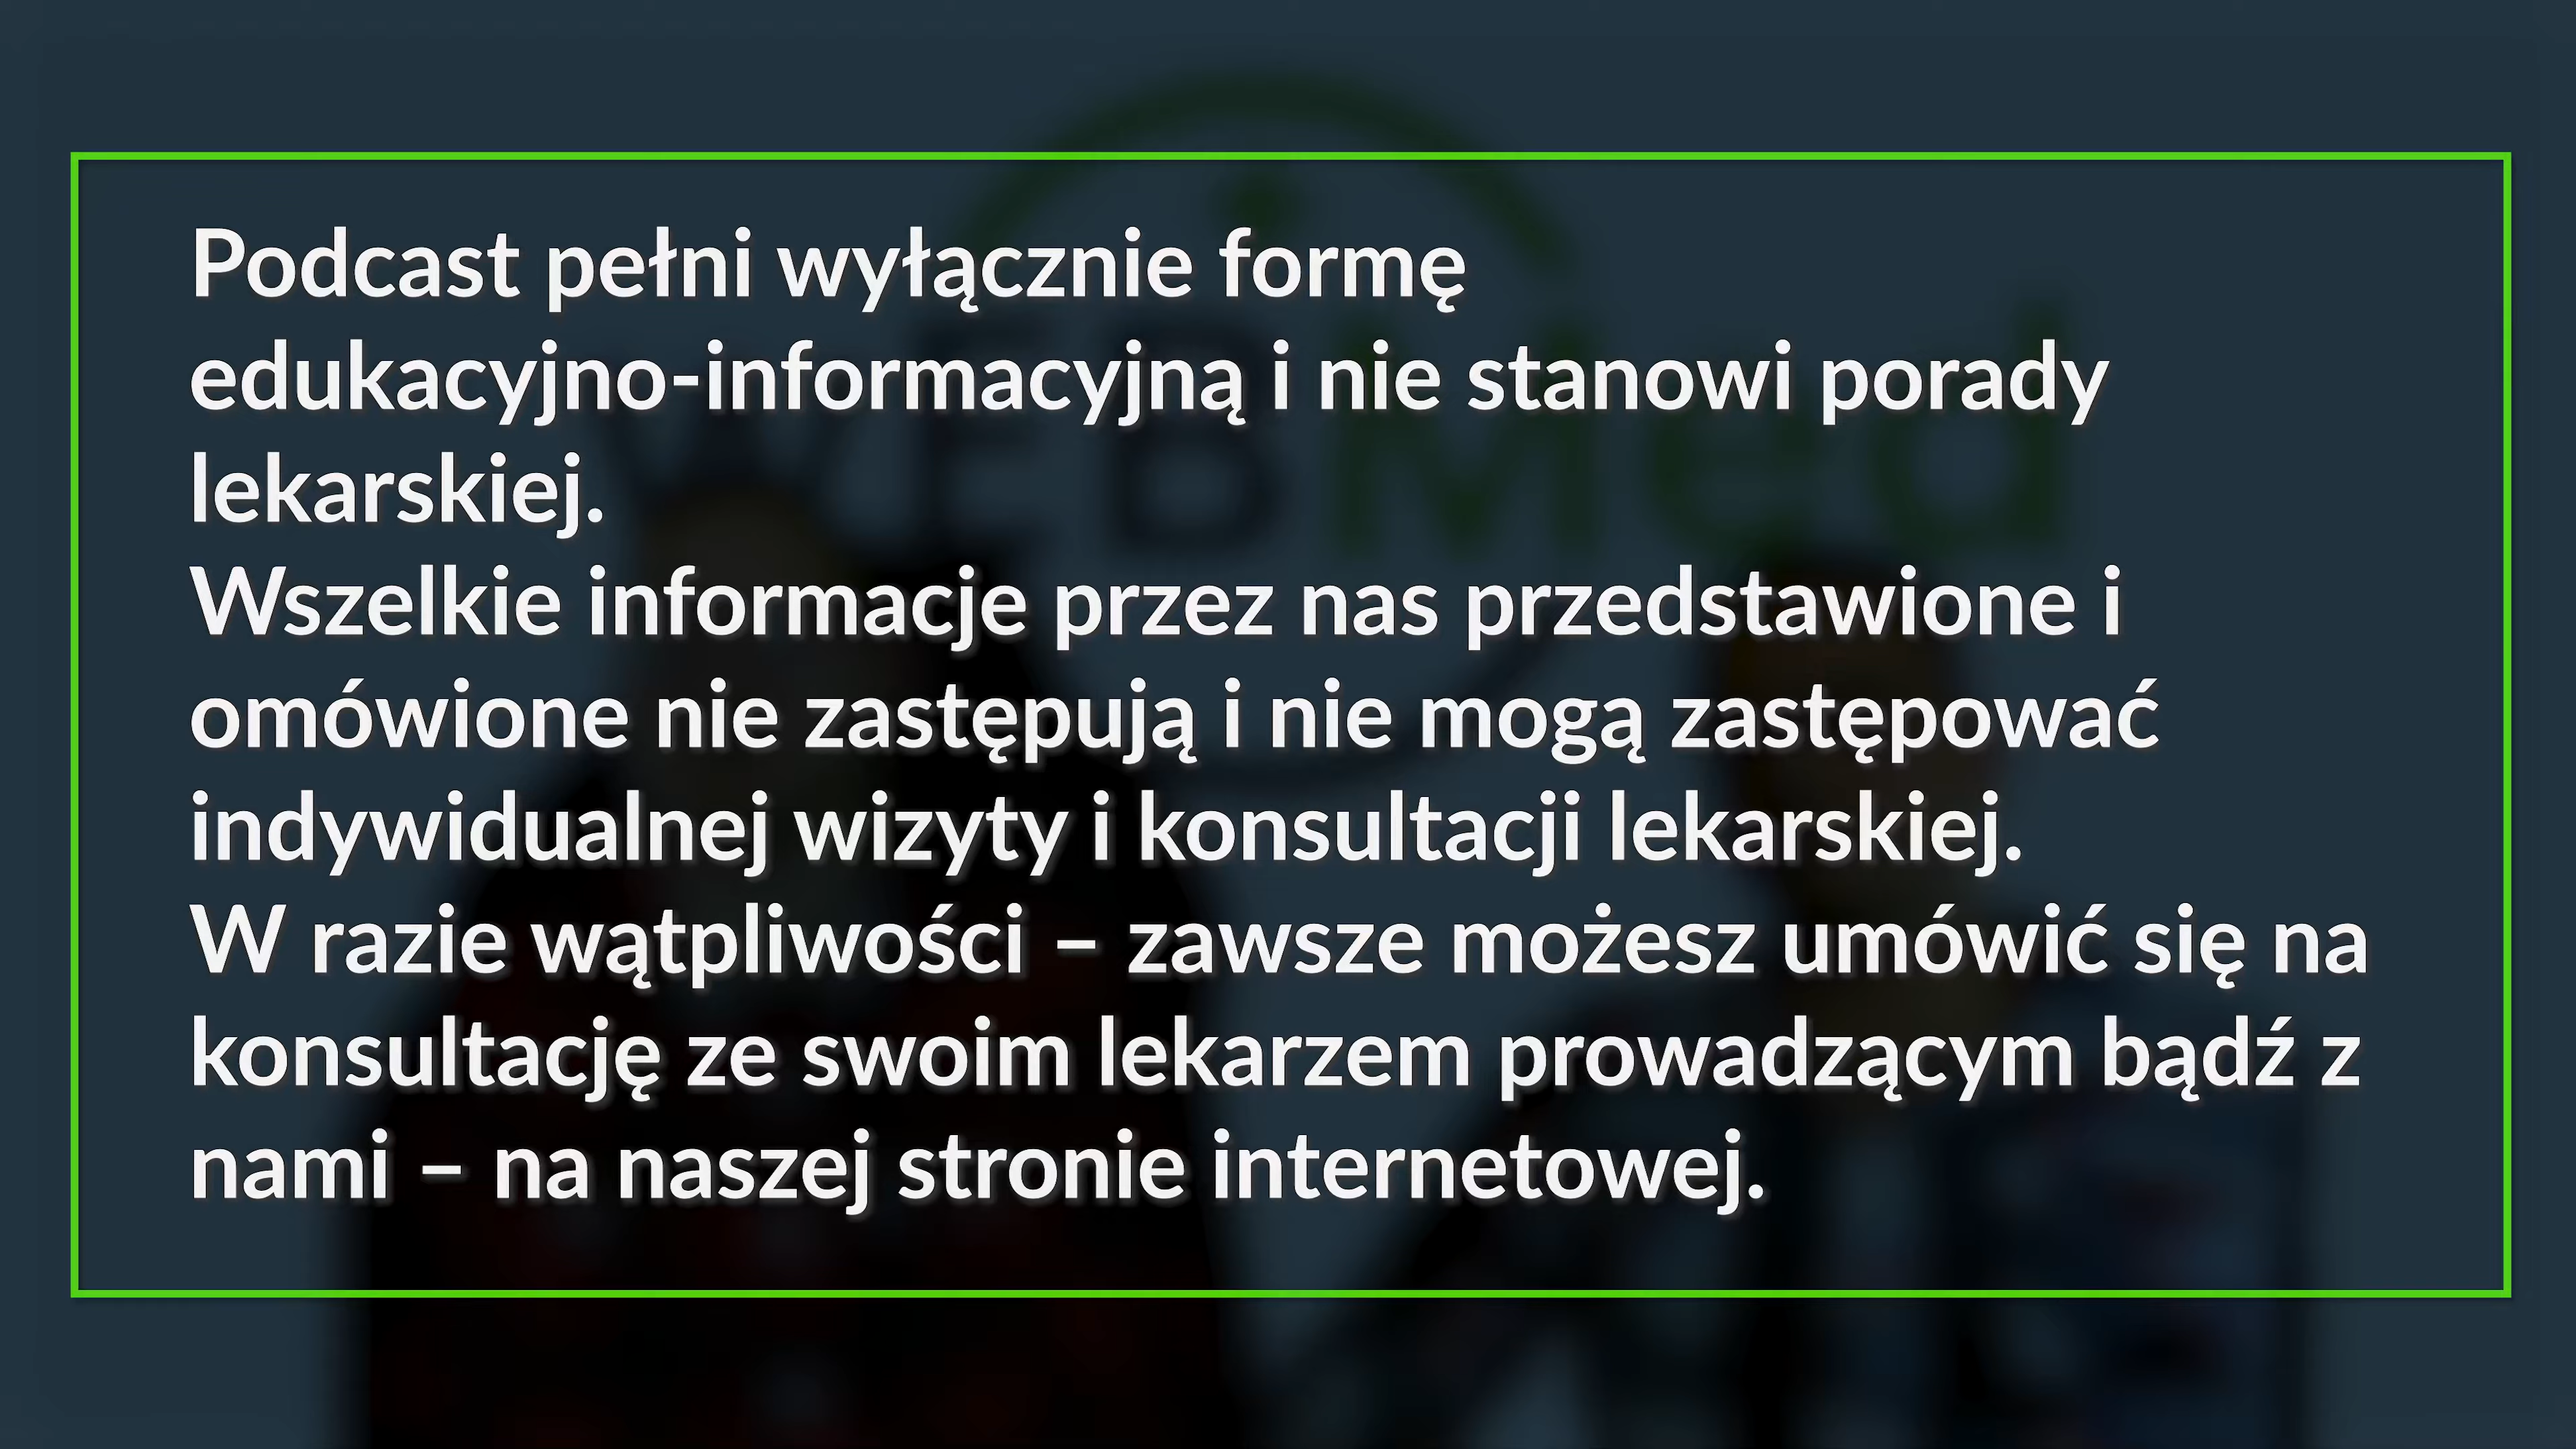 Podcast pełni wyłącznie formę
edukacyjno-informacyjną i nie stanowi porady
lekarskiej.
Wszelkie informacje przez nas przedstawione i
omówione nie zastępują i nie mogą zastępować
indywidualnej wizyty i konsultacji lekarskiej.
W razie wątpliwości – zawsze możesz umówić się na
konsultację ze swoim lekarzem prowadzącym bądź z
nami – na naszej stronie internetowej.